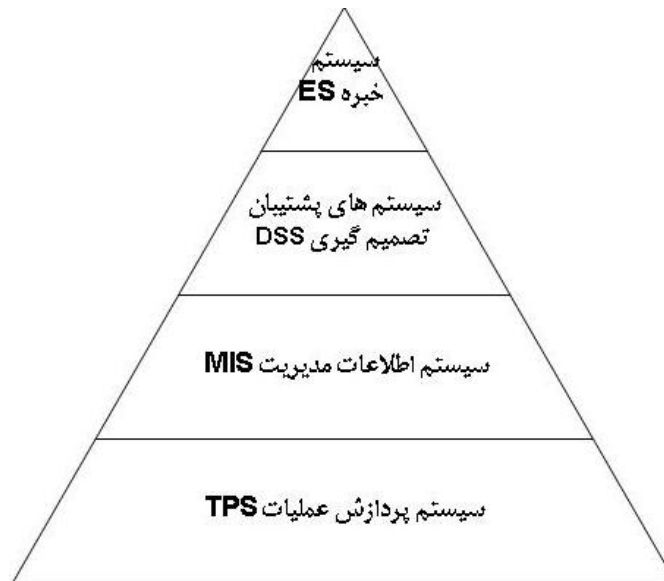 سیستم
خبره ES
سیستم های پشتیبان
تصمیم گیری DSS
سیستم اطلاعات مدیریت MIS
سیستم پردازش عملیات TPS